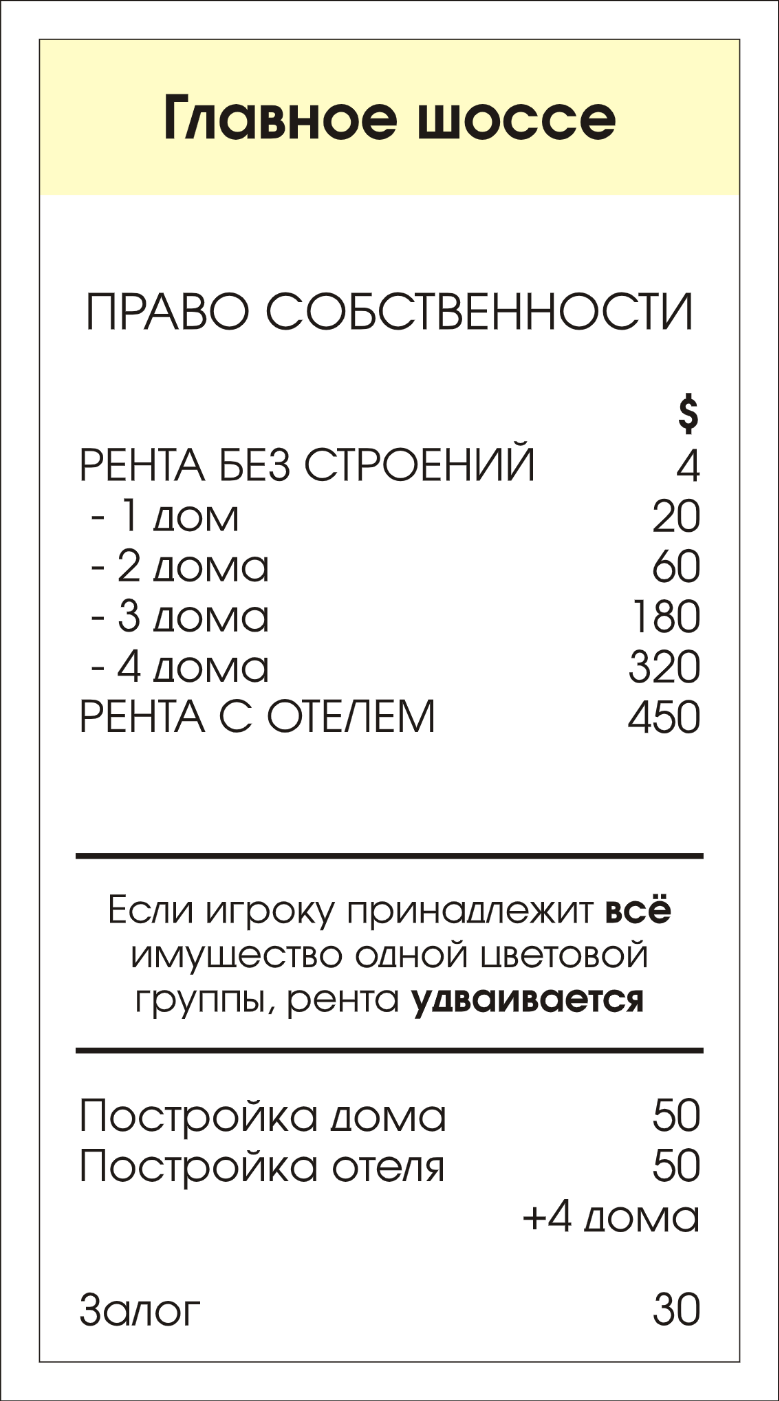 Главное шоссе
ПРАВО СОБСТВЕННОСТИ
$
РЕНТА БЕЗ СТРОЕНИЙ 4
- 1 дом 20
- 2 дома 60
- 3 дома 180
- 4 дома 320
РЕНТА С ОТЕЛЕМ 450
Если игроку принадлежит всё
имущество одной цветовой
группы, рента удваивается
Постройка дома 50
Постройка отеля 50
+4 дома
Залог 30